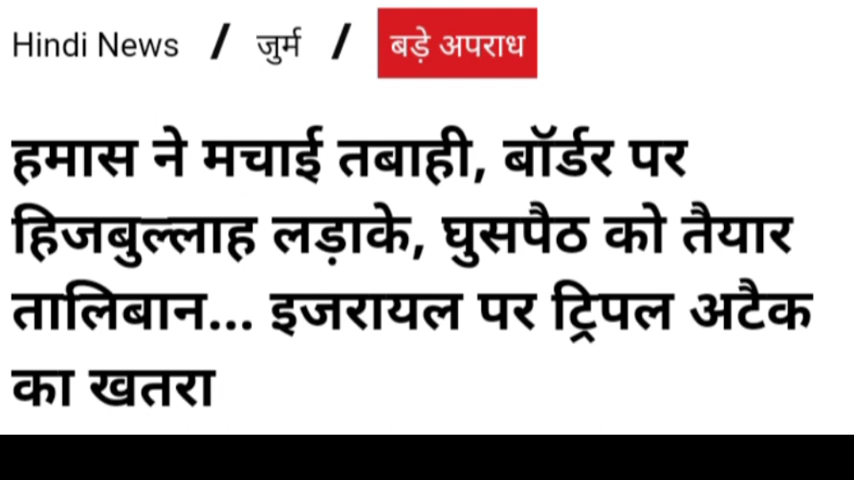 Hindi News / जुर्म / बड़े अपराध
हमास ने मचाई तबाही, बॉर्डर पर
हिजबुल्लाह लड़ाके, घुसपैठ को तैयार
तालिबान... इजरायल पर ट्रिपल अटैक
का खतरा